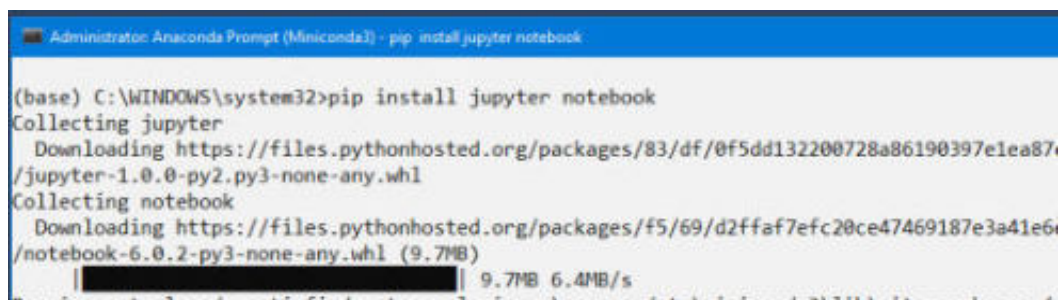 Administrator: Anaconda Prompt (Miniconda3) - pip install jupyter notebook
(base) C:\WINDOWS\system32>pip install jupyter notebook
Collecting jupyter
Downloading https://files.pythonhosted.org/packages/83/df/0f5dd132200728a86190397e1ea87
/jupyter-1.0.0-py2.py3-none-any.whl
Collecting notebook
Downloading https://files.pythonhosted.org/packages/f5/69/d2ffaf7efc20ce47469187e3a41e6
/notebook-6.0.2-py3-none-any.whl (9.7MB)
| | 9.7MB 6.4MB/s